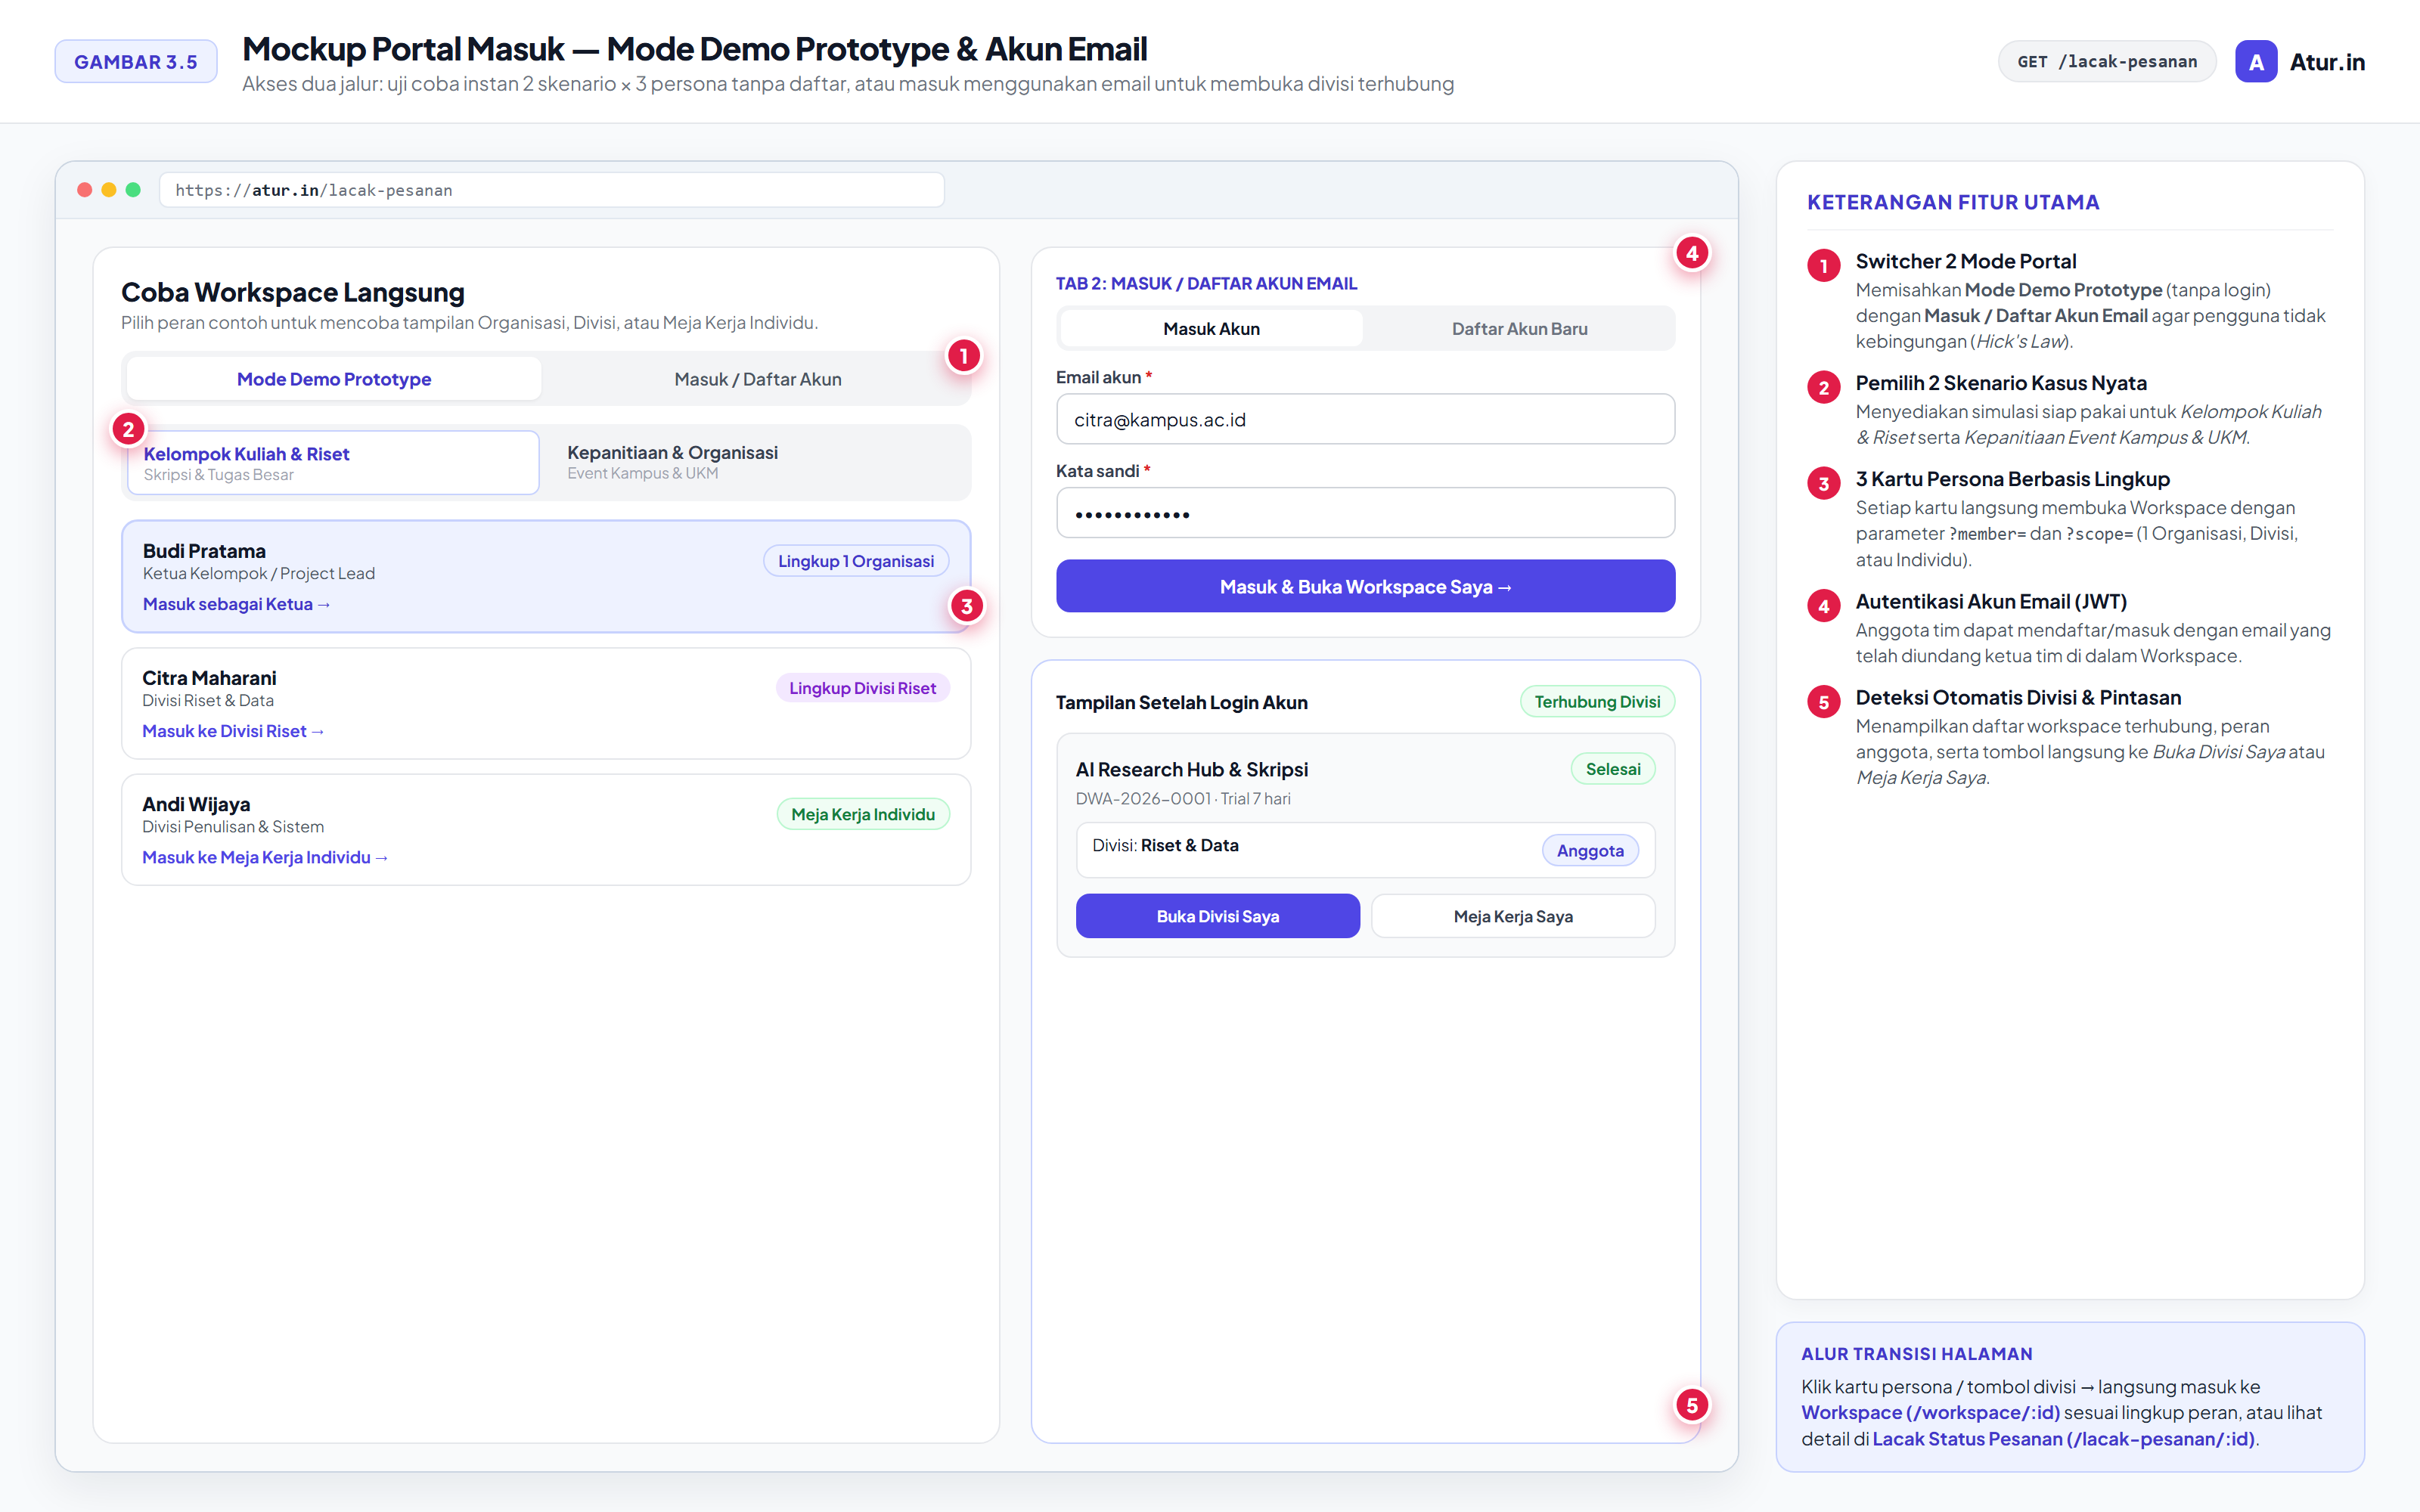 GAMBAR 3.5
Mockup Portal Masuk — Mode Demo Prototype & Akun Email
Akses dua jalur: uji coba instan 2 skenario × 3 persona tanpa daftar, atau masuk menggunakan email untuk membuka divisi terhubung
GET /lacak-pesanan
A
Atur.in
https://atur.in/lacak-pesanan
Coba Workspace Langsung
Pilih peran contoh untuk mencoba tampilan Organisasi, Divisi, atau Meja Kerja Individu.
1
Mode Demo Prototype
Masuk / Daftar Akun
2
Kelompok Kuliah & Riset
Skripsi & Tugas Besar
Kepanitiaan & Organisasi
Event Kampus & UKM
Budi Pratama
Ketua Kelompok / Project Lead
Lingkup 1 Organisasi
Masuk sebagai Ketua →
3
Citra Maharani
Divisi Riset & Data
Lingkup Divisi Riset
Masuk ke Divisi Riset →
Andi Wijaya
Divisi Penulisan & Sistem
Meja Kerja Individu
Masuk ke Meja Kerja Individu →
4
TAB 2: MASUK / DAFTAR AKUN EMAIL
Masuk Akun
Daftar Akun Baru
Email akun *
citra@kampus.ac.id
Kata sandi *
••••••••••••
Masuk & Buka Workspace Saya →
Tampilan Setelah Login Akun
Terhubung Divisi
AI Research Hub & Skripsi
Selesai
DWA-2026-0001 · Trial 7 hari
Divisi: Riset & Data
Anggota
Buka Divisi Saya
Meja Kerja Saya
5
KETERANGAN FITUR UTAMA
1
Switcher 2 Mode Portal
Memisahkan Mode Demo Prototype (tanpa login)
dengan Masuk / Daftar Akun Email agar pengguna tidak
kebingungan (Hick's Law).
2
Pemilih 2 Skenario Kasus Nyata
Menyediakan simulasi siap pakai untuk Kelompok Kuliah
& Riset serta Kepanitiaan Event Kampus & UKM.
3
3 Kartu Persona Berbasis Lingkup
Setiap kartu langsung membuka Workspace dengan
parameter ?member= dan ?scope= (1 Organisasi, Divisi,
atau Individu).
4
Autentikasi Akun Email (JWT)
Anggota tim dapat mendaftar/masuk dengan email yang
telah diundang ketua tim di dalam Workspace.
5
Deteksi Otomatis Divisi & Pintasan
Menampilkan daftar workspace terhubung, peran
anggota, serta tombol langsung ke Buka Divisi Saya atau
Meja Kerja Saya.
ALUR TRANSISI HALAMAN
Klik kartu persona / tombol divisi → langsung masuk ke
Workspace (/workspace/:id) sesuai lingkup peran, atau lihat
detail di Lacak Status Pesanan (/lacak-pesanan/:id).